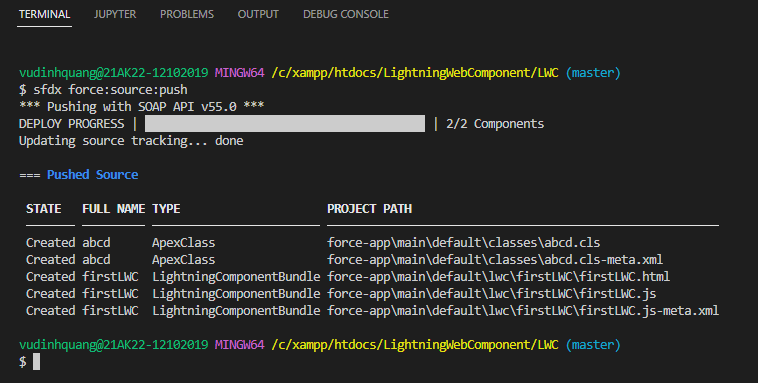 TERMINAL JUPYTER PROBLEMS OUTPUT DEBUG CONSOLE
vudinhquang@21AK22-12102019 MINGW64 /c/xampp/htdocs/LightningWebComponent/LWC (master)
$ sfdx force:source:push
*** Pushing with SOAP API v55.0 ***
DEPLOY PROGRESS | | 2/2 Components
Updating source tracking... done
=== Pushed Source
STATE FULL NAME TYPE PROJECT PATH
Created abcd ApexClass force-app\main\default\classes\abcd.cls
Created abcd ApexClass force-app\main\default\classes\abcd.cls-meta.xml
Created firstLWC LightningComponentBundle force-app\main\default\lwc\firstLWC\firstLWC.html
Created firstLWC LightningComponentBundle force-app\main\default\lwc\firstLWC\firstLWC.js
Created firstLWC LightningComponentBundle force-app\main\default\lwc\firstLWC\firstLWC.js-meta.xml
vudinhquang@21AK22-12102019 MINGW64 /c/xampp/htdocs/LightningWebComponent/LWC (master)
$